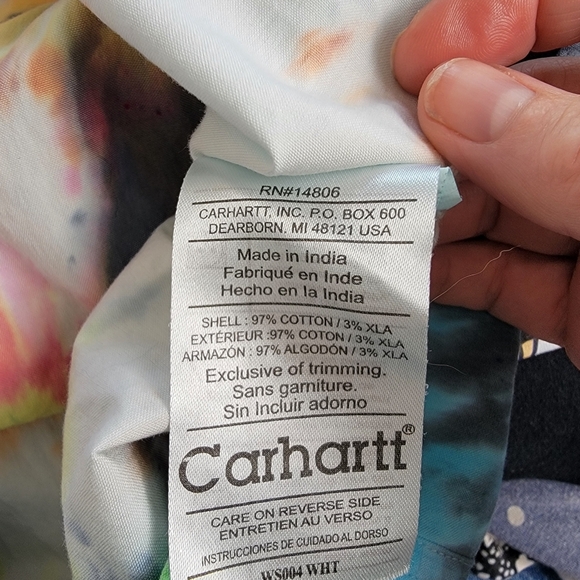 RN#14806
CARHARTT, INC. P.O. BOX 600
DEARBORN, MI 48121 USA
Made in India
Fabriqué en Inde
Hecho en la India
SHELL : 97% COTTON / 3% XLA
EXTÉRIEUR :97% COTON / 3% XLA
ARMAZÓN : 97% ALGODÓN / 3% XLA
Exclusive of trimming.
Sans garniture.
Sin Incluir adorno
Carhartt®
CARE ON REVERSE SIDE
ENTRETIEN AU VERSO
INSTRUCCIONES DE CUIDADO AL DORSO
WS004 WHT